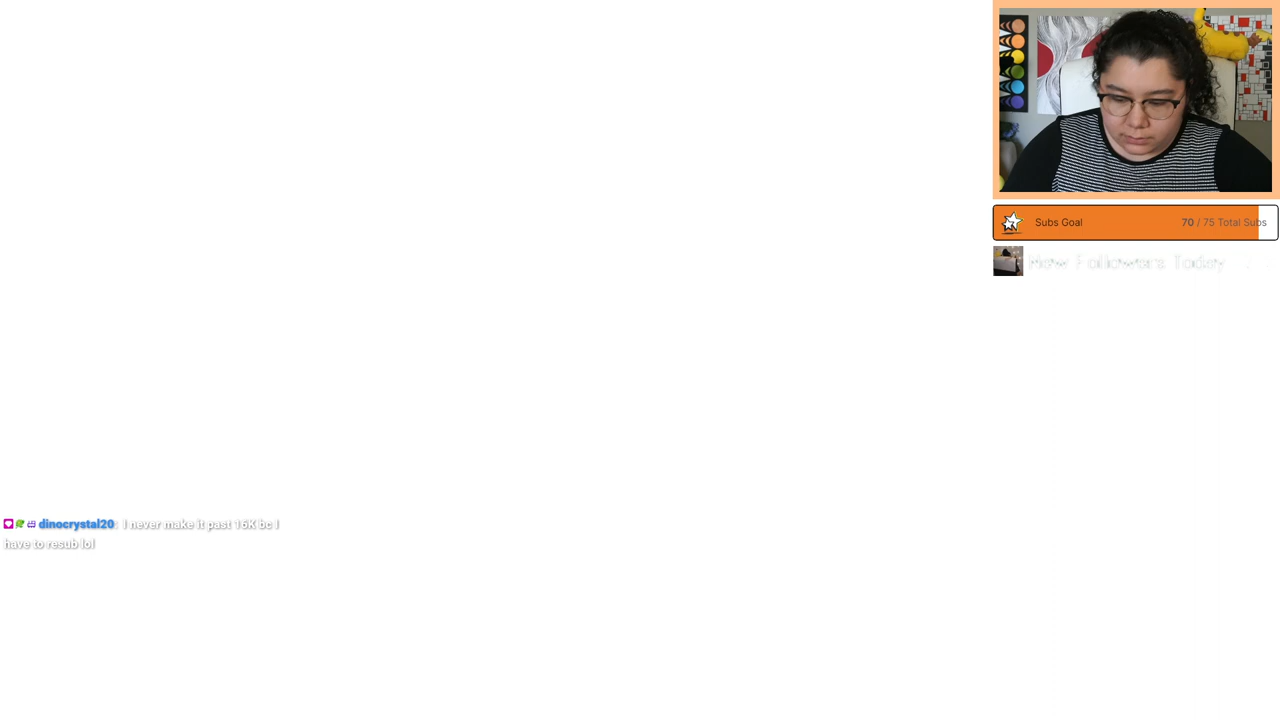 Subs Goal 70 / 75 Total Subs
New Followers Today
dinocrystal20: I never make it past 16K bc I
have to resub lol